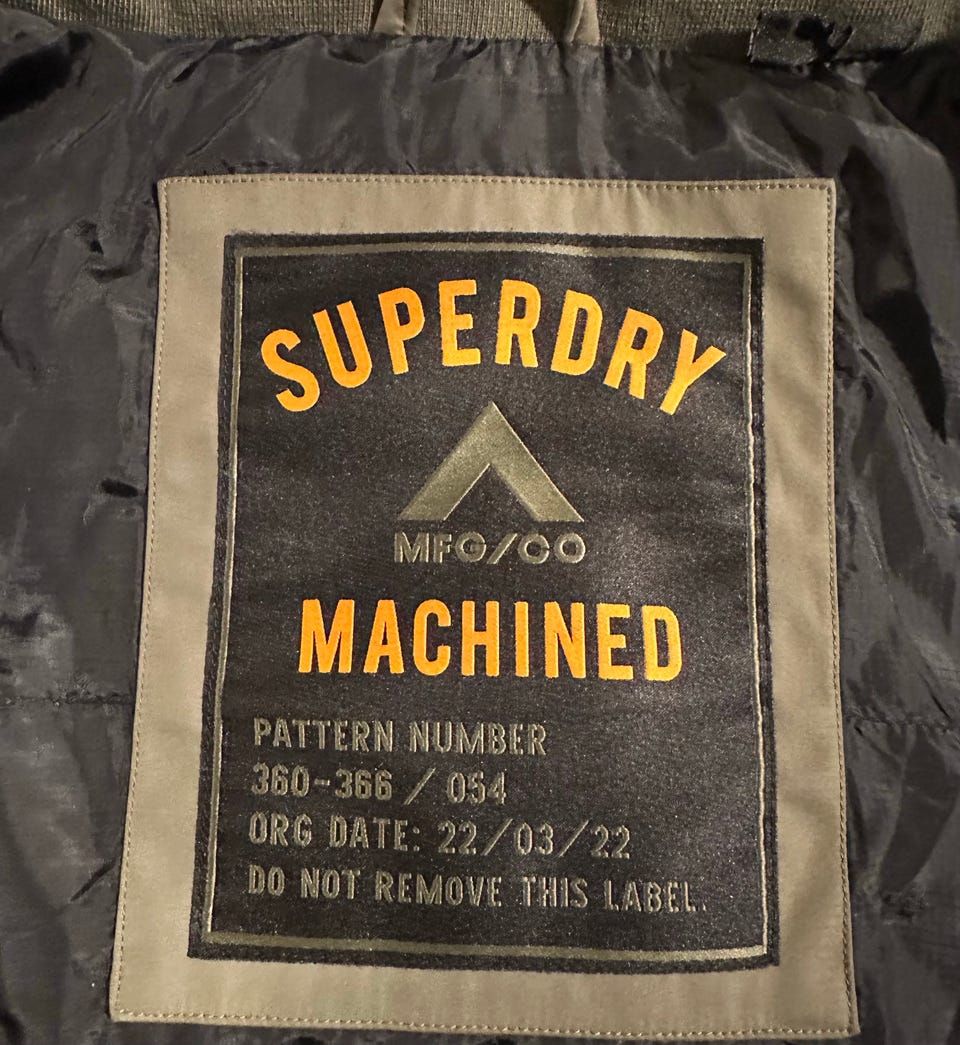 SUPERDRY
MFG/CO
MACHINED
PATTERN NUMBER
360-366 / 054
ORG DATE: 22/03/22
DO NOT REMOVE THIS LABEL.